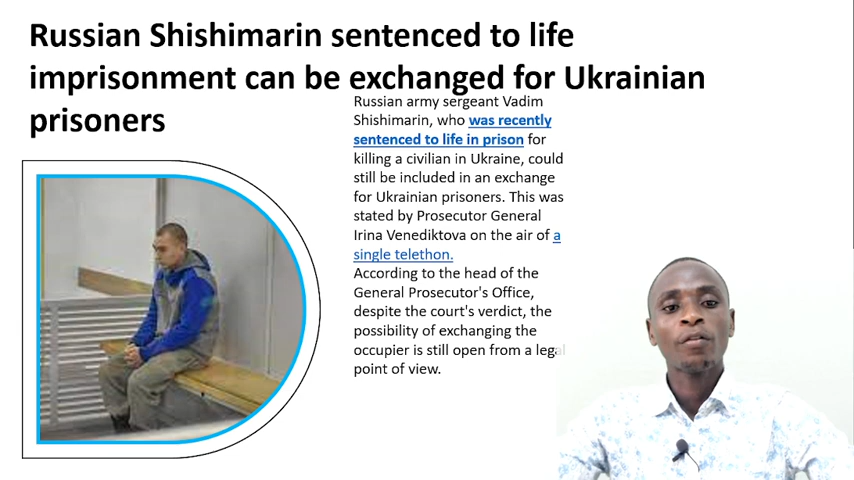 Russian Shishimarin sentenced to life
imprisonment can be exchanged for Ukrainian
prisoners
Russian army sergeant Vadim
Shishimarin, who was recently
sentenced to life in prison for
killing a civilian in Ukraine, could
still be included in an exchange
for Ukrainian prisoners. This was
stated by Prosecutor General
Irina Venediktova on the air of a
single telethon.
According to the head of the
General Prosecutor's Office,
despite the court's verdict, the
possibility of exchanging the
occupier is still open from a legal
point of view.